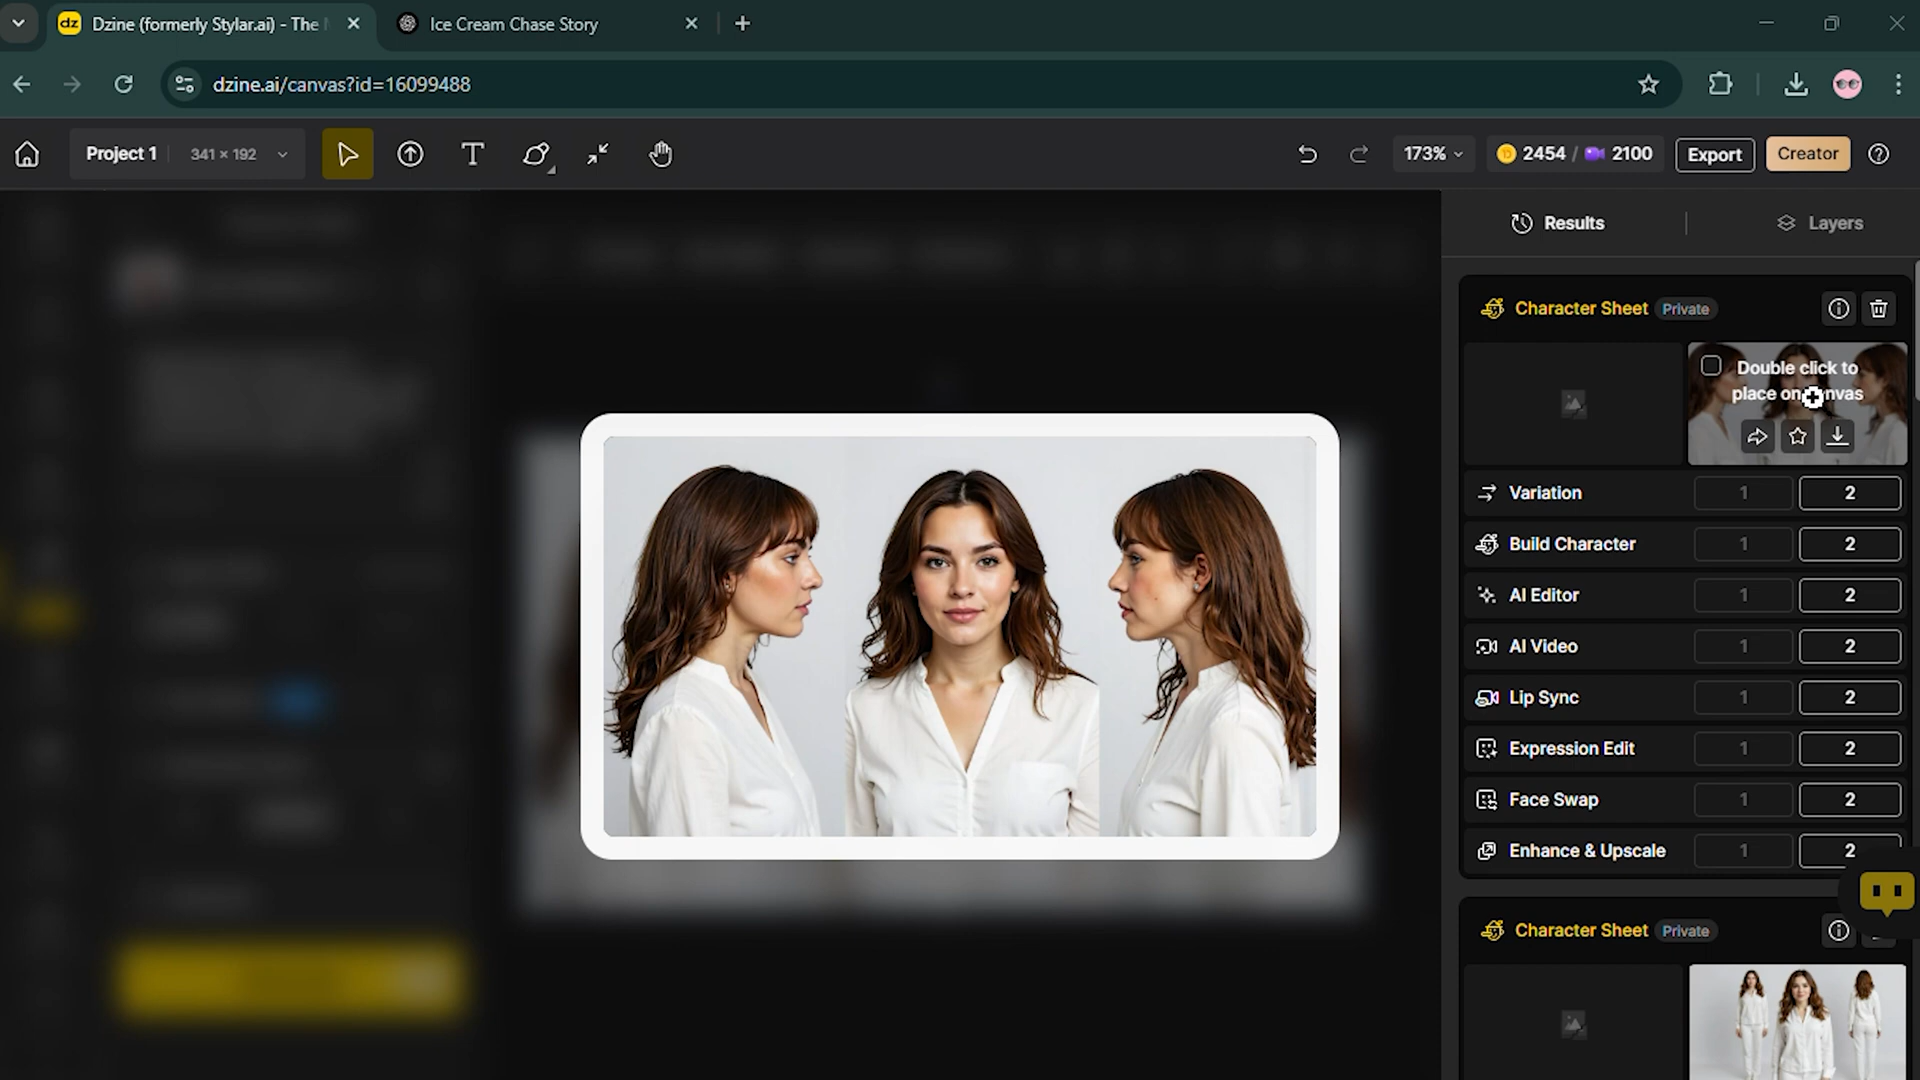 dz Dzine (formerly Stylar.ai) - The
Ice Cream Chase Story
dzine.ai/canvas?id=16099488
Project 1
341 × 192
T
173%
2454 / 2100
Export
Creator
Results
Layers
Character Sheet Private
Double click to
place on
nvas
Variation 1 2
Build Character 1 2
AI Editor 1 2
AI Video 1 2
Lip Sync 1 2
Expression Edit 1 2
Face Swap 1 2
Enhance & Upscale 1 2
Character Sheet Private